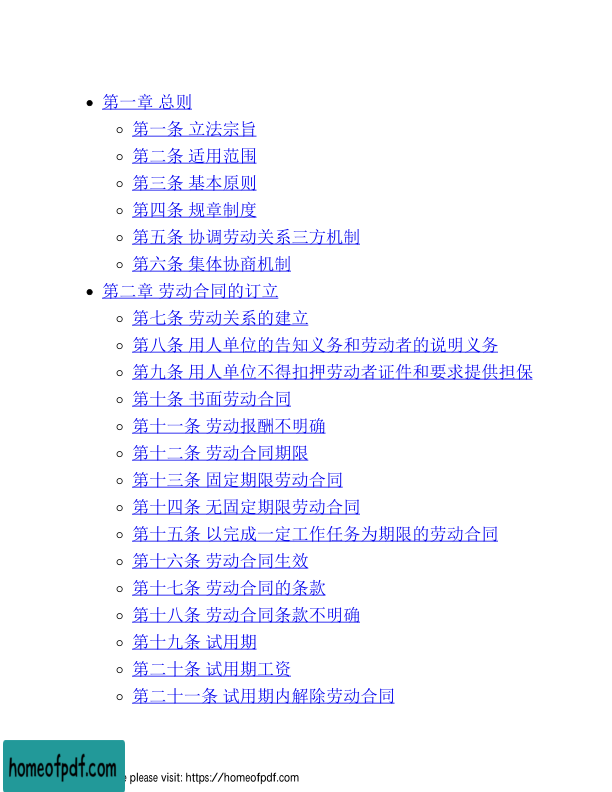 第一章 总则
第一条 立法宗旨
第二条 适用范围
第三条 基本原则
第四条 规章制度
第五条 协调劳动关系三方机制
第六条 集体协商机制
第二章 劳动合同的订立
第七条 劳动关系的建立
第八条 用人单位的告知义务和劳动者的说明义务
第九条 用人单位不得扣押劳动者证件和要求提供担保
第十条 书面劳动合同
第十一条 劳动报酬不明确
第十二条 劳动合同期限
第十三条 固定期限劳动合同
第十四条 无固定期限劳动合同
第十五条 以完成一定工作任务为期限的劳动合同
第十六条 劳动合同生效
第十七条 劳动合同的条款
第十八条 劳动合同条款不明确
第十九条 试用期
第二十条 试用期工资
第二十一条 试用期内解除劳动合同
homeofpdf.com
please visit: https://homeofpdf.com